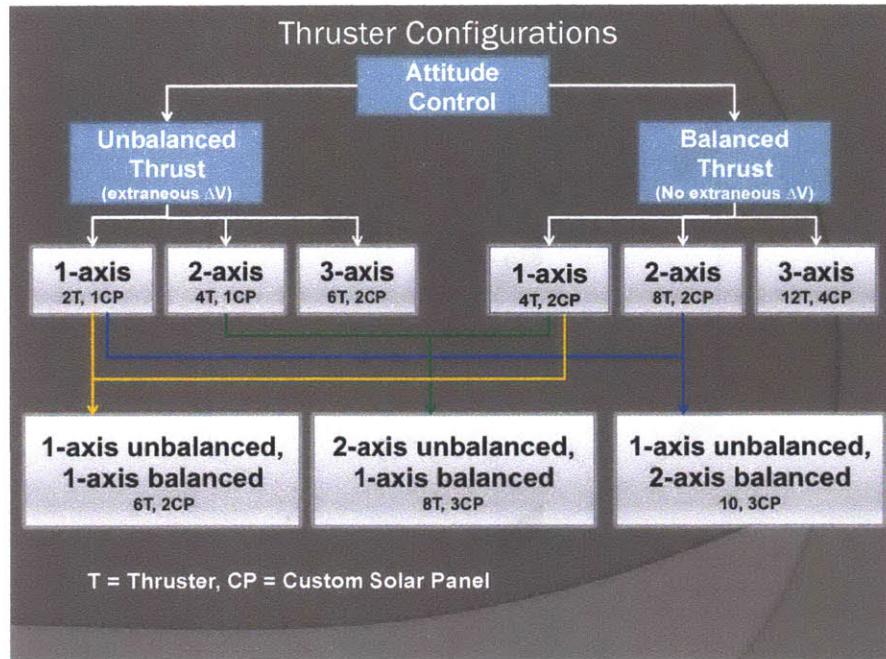 Thruster Configurations
Attitude
Control
Unbalanced
Thrust
(extraneous ΔV)
Balanced
Thrust
(No extraneous ΔV)
1-axis
2T, 1CP
2-axis
4T, 1CP
3-axis
6T, 2CP
1-axis
4T, 2CP
2-axis
8T, 2CP
3-axis
12T, 4CP
1-axis unbalanced,
1-axis balanced
6T, 2CP
2-axis unbalanced,
1-axis balanced
8T, 3CP
1-axis unbalanced,
2-axis balanced
10, 3CP
T = Thruster, CP = Custom Solar Panel